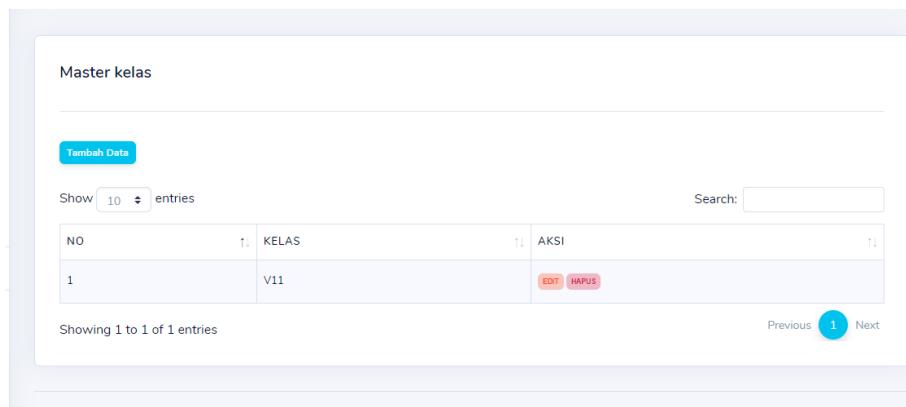 Master kelas
Tambah Data
Show 10 entries Search:
NO KELAS AKSI
1 V11 EDIT HAPUS
Showing 1 to 1 of 1 entries Previous 1 Next